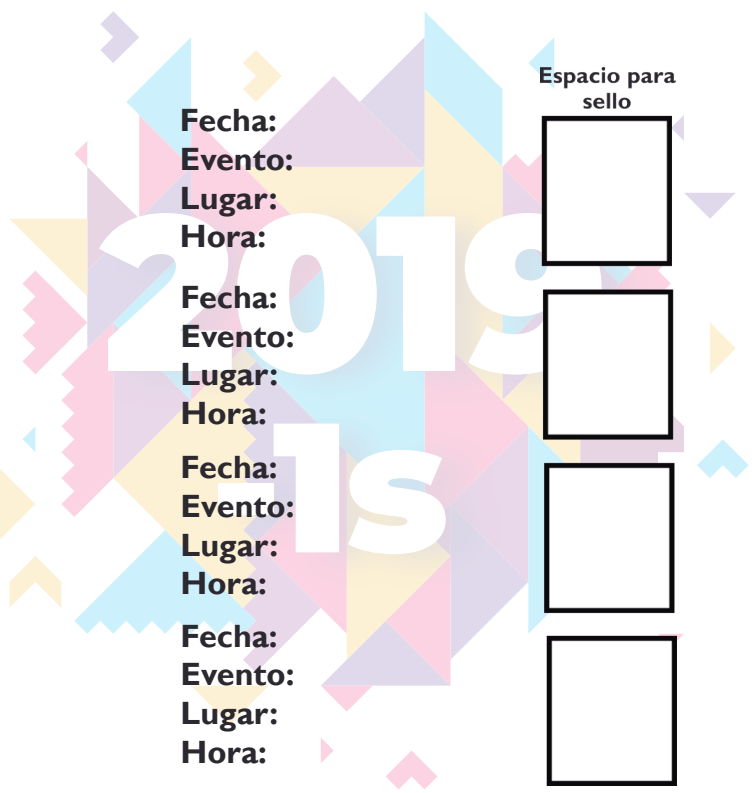 Espacio para
sello
Fecha:
Evento:
Lugar:
Hora:
2019
Fecha:
Evento:
Lugar:
Hora:
-1s
Fecha:
Evento:
Lugar:
Hora:
Fecha:
Evento:
Lugar:
Hora: